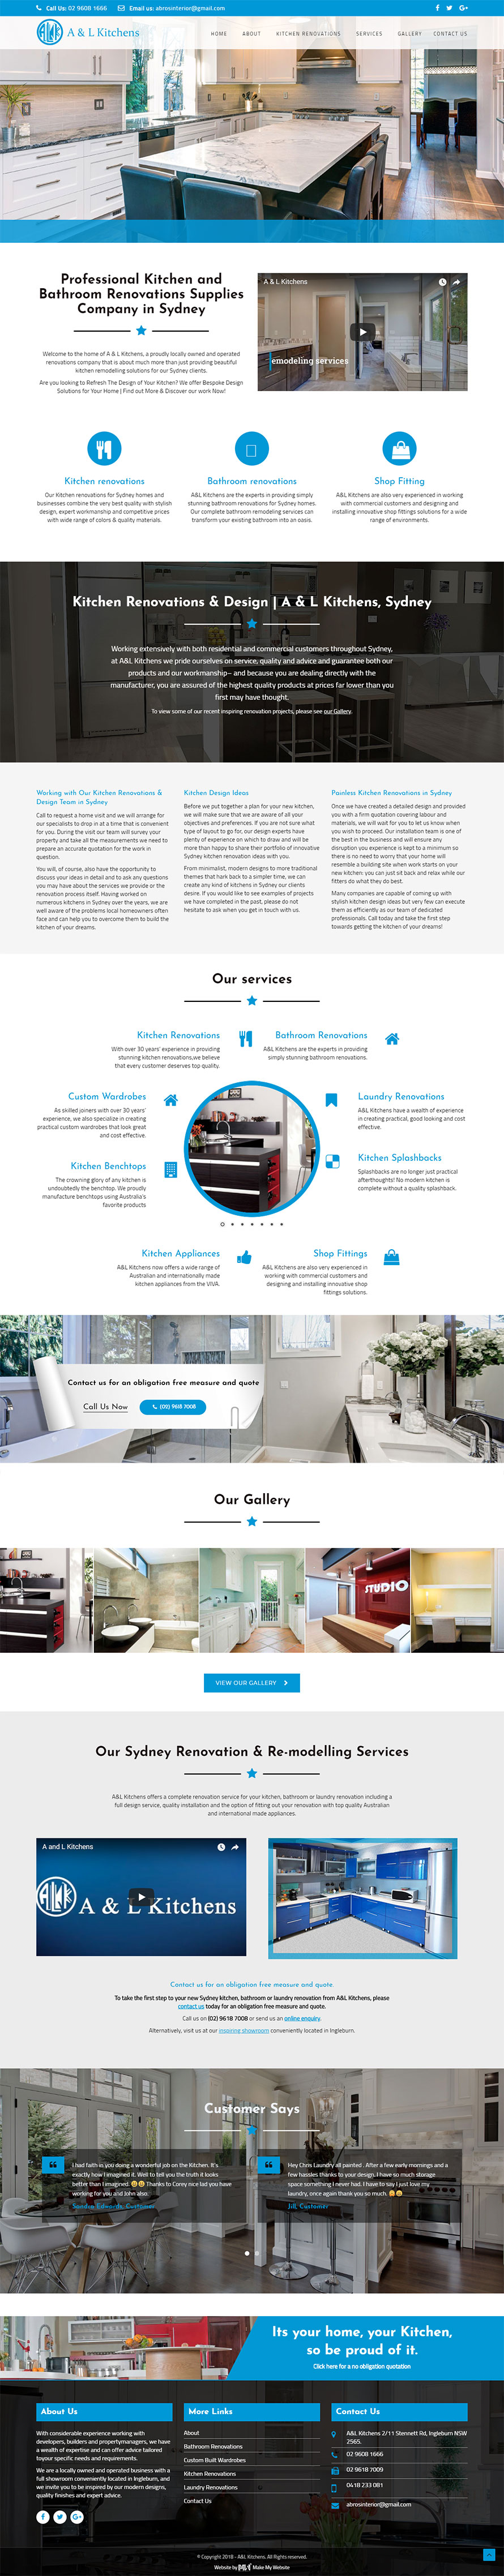 Call Us: 02 9608 1666
Email us: abrosinterior@gmail.com
A & L Kitchens
HOME
ABOUT
KITCHEN RENOVATIONS
SERVICES
GALLERY
CONTACT US
Professional Kitchen and
Bathroom Renovations Supplies
Company in Sydney
Welcome to the home of A & L Kitchens, a proudly locally owned and operated
renovations company that is about much more than just providing beautiful
kitchen remodeling services for our Sydney clients.
Are you looking to Refresh The Design of Your Kitchen? We offer Bespoke Design
Solutions for Your Home | Find out More & Discover our work Now!
A & L Kitchens
emodeling services
Kitchen renovations
Our Kitchen renovations for Sydney homes and
businesses combine the very best quality with stylish
design, expert workmanship and competitive prices
with wide range of colors & quality materials.
Bathroom renovations
A&L Kitchens are the experts in providing simply
stunning bathroom renovations for Sydney homes.
Our complete bathroom remodeling services can
transform your existing bathroom into an oasis.
Shop Fitting
A&L Kitchens are also very experienced in working
with commercial customers and designing and
installing innovative shop fittings solutions for a wide
range of environments.
Kitchen Renovations & Design | A & L Kitchens, Sydney
Working extensively with both residential and commercial customers throughout Sydney,
at A&L Kitchens we pride ourselves on service, quality and advice and guarantee both our
products and our workmanship– and because you are dealing directly with the
manufacturer, you are assured of the highest quality products at prices far lower than you
first may have thought.
To view some of our recent inspiring renovation projects, please see our Gallery.
Working with Our Kitchen Renovations &
Design Team in Sydney
Call to request a home visit and we will arrange for
our specialists to drop in at a time that is convenient
for you. During the visit our team will survey your
property and take all the measurements we need to
prepare an accurate quotation for the work in
question.
You will, of course, also have the opportunity to
discuss your ideas in detail and to ask any questions
you may have about the services we provide or the
renovation process itself. Having worked on
numerous kitchens in Sydney over the years, we are
well aware of the problems local homeowners often
face and can help you to overcome them to build the
kitchen of your dreams.
Kitchen Design Ideas
Before we put together a plan for your new kitchen,
we will make sure that we are aware of all your
objectives and preferences. If you are not sure what
type of layout to go for, our design experts have
plenty of experience on which to draw and will be
more than happy to share their portfolio of innovative
Sydney kitchen renovation ideas with you.
From minimalist, modern designs to more traditional
themes that hark back to a simpler time, we can
create any kind of kitchens in Sydney our clients
desire. If you would like to see examples of projects
we have completed in the past, please do not
hesitate to ask when you get in touch with us.
Painless Kitchen Renovations in Sydney
Once we have created a detailed design and provided
you with a firm quotation covering labour and
materials, we will wait for you to let us know when
you wish to proceed. Our installation team is one of
the best in the business and will ensure any
disruption you experience is kept to a minimum so
there is no need to worry that your home will
resemble a building site when work starts on your
new kitchen: you can just sit back and relax while our
fitters do what they do best.
Many companies are capable of coming up with
stylish kitchen design ideas but very few can execute
them as efficiently as our team of dedicated
professionals. Call today and take the first step
towards getting the kitchen of your dreams!
Our services
Kitchen Renovations
With over 30 years' experience in providing
stunning kitchen renovations,we believe
that every customer deserves top quality.
Bathroom Renovations
A&L Kitchens are the experts in providing
simply stunning bathroom renovations.
Custom Wardrobes
As skilled joiners with over 30 years'
experience, we also specialize in creating
practical custom wardrobes that look great
and cost effective.
Laundry Renovations
A&L Kitchens have a wealth of experience
in creating practical, good looking and cost
effective.
Kitchen Benchtops
The crowning glory of any kitchen is
undoubtedly the benchtop. We proudly
manufacture benchtops using Australia's
favorite products
Kitchen Splashbacks
Splashbacks are no longer just practical
afterthoughts! No modern kitchen is
complete without a quality splashback.
Kitchen Appliances
A&L Kitchens now offers a wide range of
Australian and internationally made
kitchen appliances from the VIVA.
Shop Fittings
A&L Kitchens are also very experienced in
working with commercial customers and
designing and installing innovative shop
fittings solutions.
Contact us for an obligation free measure and quote
Call Us Now
(02) 9618 7008
Our Gallery
STUDIO
VIEW OUR GALLERY
Our Sydney Renovation & Re-modelling Services
A&L Kitchens offers a complete renovation service for your kitchen, bathroom or laundry renovation including a
full design service, quality installation and the option of fitting out your renovation with top quality Australian
and international made appliances.
A and L Kitchens
A & L Kitchens
Contact us for an obligation free measure and quote.
To take the first step to your new Sydney kitchen, bathroom or laundry renovation from A&L Kitchens, please
contact us today for an obligation free measure and quote.
Call us on (02) 9618 7008 or send us an online enquiry.
Alternatively, visit us at our inspiring showroom conveniently located in Ingleburn.
Customer Says
I had faith in you doing a wonderful job on the Kitchen. It's
exactly how I imagined it. Well to tell you the truth it looks
better than I imagined. 😀😀 Thanks to Corey nice lad you have
working for you and John also.
Sandra Edwards, Customer
Hey Chris Laundry all painted . After a few early mornings and a
few hassles thanks to your design. I have so much storage
space something I never had. I have to say I just love my
laundry, once again thank you so much. 😀😀
Jill, Customer
Its your home, your Kitchen,
so be proud of it.
Click here for a no obligation quotation
About Us
With considerable experience working with
developers, builders and propertymanagers, we have
a wealth of expertise and can offer advice tailored
toyour specific needs and requirements.
We are a locally owned and operated business with a
full showroom conveniently located in Ingleburn, and
we invite you to be inspired by our modern designs,
quality finishes and expert advice.
More Links
About
Bathroom Renovations
Custom Built Wardrobes
Kitchen Renovations
Laundry Renovations
Contact Us
Contact Us
A&L Kitchens 2/11 Stennett Rd, Ingleburn NSW
2565.
02 9608 1666
02 9618 7009
0418 233 081
abrosinterior@gmail.com
© Copyright 2018 - A&L Kitchens. All Rights reserved.
Website by Make My Website